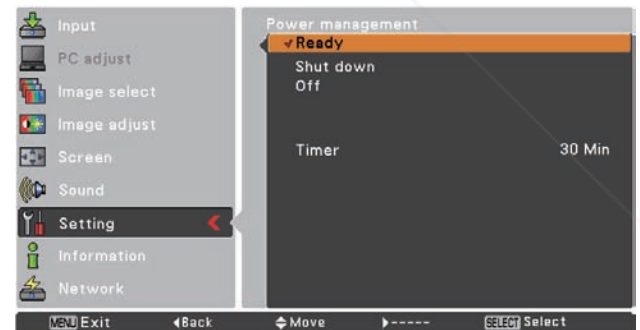 Input
PC adjust
Image select
Image adjust
Screen
Sound
Setting
Information
Network
Power management
Ready
Shut down
Off
Timer 30 Min
MENU Exit Back Move ----- SELECT Select